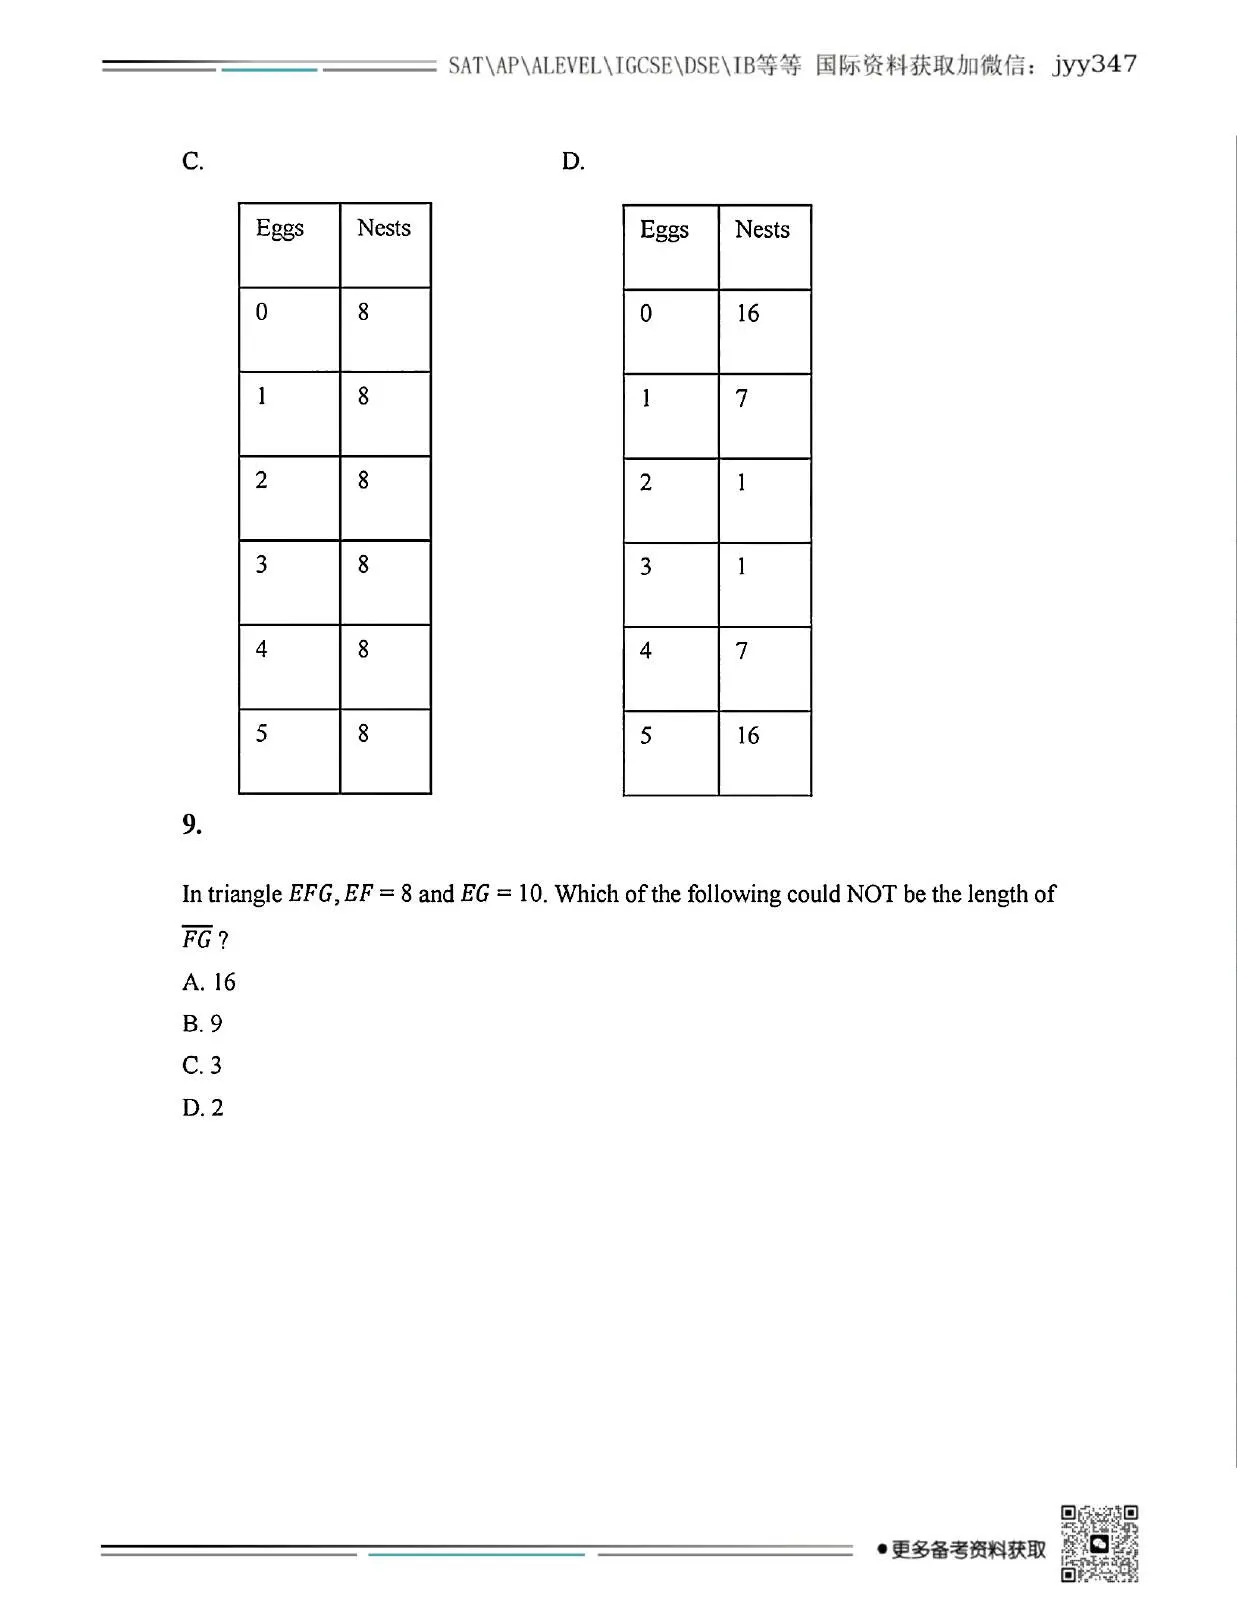 SAT\AP\ALEVEL\IGCSE\DSE\IB等等 国际资料获取加微信：jyy347
C.
D.
Eggs Nests
0 8
1 8
2 8
3 8
4 8
5 8
Eggs Nests
0 16
1 7
2 1
3 1
4 7
5 16
9.
In triangle EFG, EF = 8 and EG = 10. Which of the following could NOT be the length of
FG ?
A. 16
B. 9
C. 3
D. 2
●更多备考资料获取